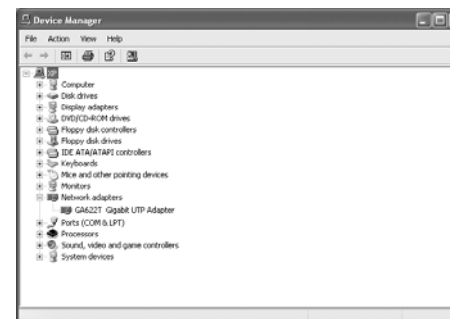 Device Manager
File Action View Help
Computer
Disk drives
Display adapters
DVD/CD-ROM drives
Floppy disk controllers
Floppy disk drives
IDE ATA/ATAPI controllers
Keyboards
Mice and other pointing devices
Monitors
Network adapters
GA622T Gigabit UTP Adapter
Ports (COM & LPT)
Processors
Sound, video and game controllers
System devices